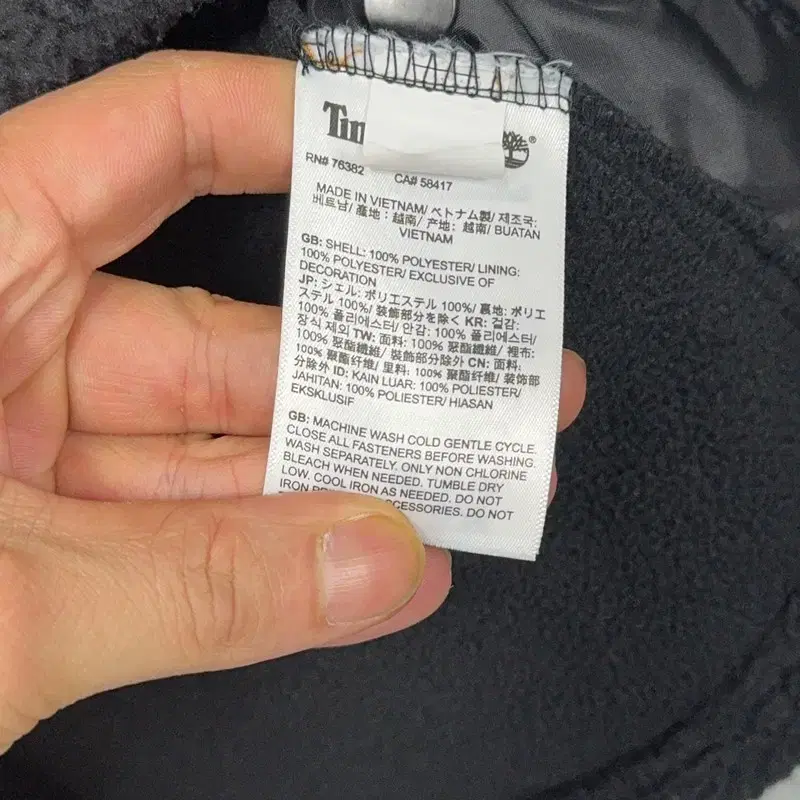 Tim
®
RN# 76382 CA# 58417
MADE IN VIETNAM/ ベトナム製/ 제조국:
베트남/ 產地: 越南/ 产地: 越南/ BUATAN
VIETNAM
GB: SHELL: 100% POLYESTER/ LINING:
100% POLYESTER/ EXCLUSIVE OF
DECORATION
JP: シェル: ポリエステル 100%/ 裏地: ポリエ
ステル 100%/ 装飾部分を除く KR: 겉감:
100% 폴리에스터/ 안감: 100% 폴리에스터/
장식 제외 TW: 面料: 100% 聚酯纖維/ 裡布:
100% 聚酯纖維/ 裝飾部分除外 CN: 面料:
100% 聚酯纤维/ 里料: 100% 聚酯纤维/ 装饰部
分除外 ID: KAIN LUAR: 100% POLIESTER/
JAHITAN: 100% POLIESTER/ HIASAN
EKSKLUSIF
GB: MACHINE WASH COLD GENTLE CYCLE.
CLOSE ALL FASTENERS BEFORE WASHING.
WASH SEPARATELY. ONLY NON CHLORINE
BLEACH WHEN NEEDED. TUMBLE DRY
LOW. COOL IRON AS NEEDED. DO NOT
IRON ACCESSORIES. DO NOT